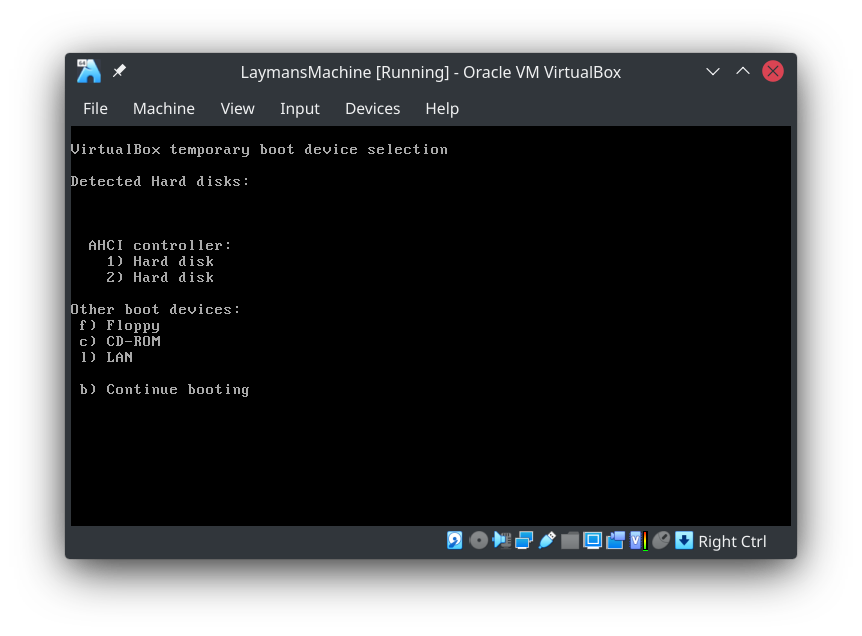 64
LaymansMachine [Running] - Oracle VM VirtualBox
File Machine View Input Devices Help
VirtualBox temporary boot device selection
Detected Hard disks:
AHCI controller:
1) Hard disk
2) Hard disk
Other boot devices:
f) Floppy
c) CD-ROM
l) LAN
b) Continue booting
V
Right Ctrl